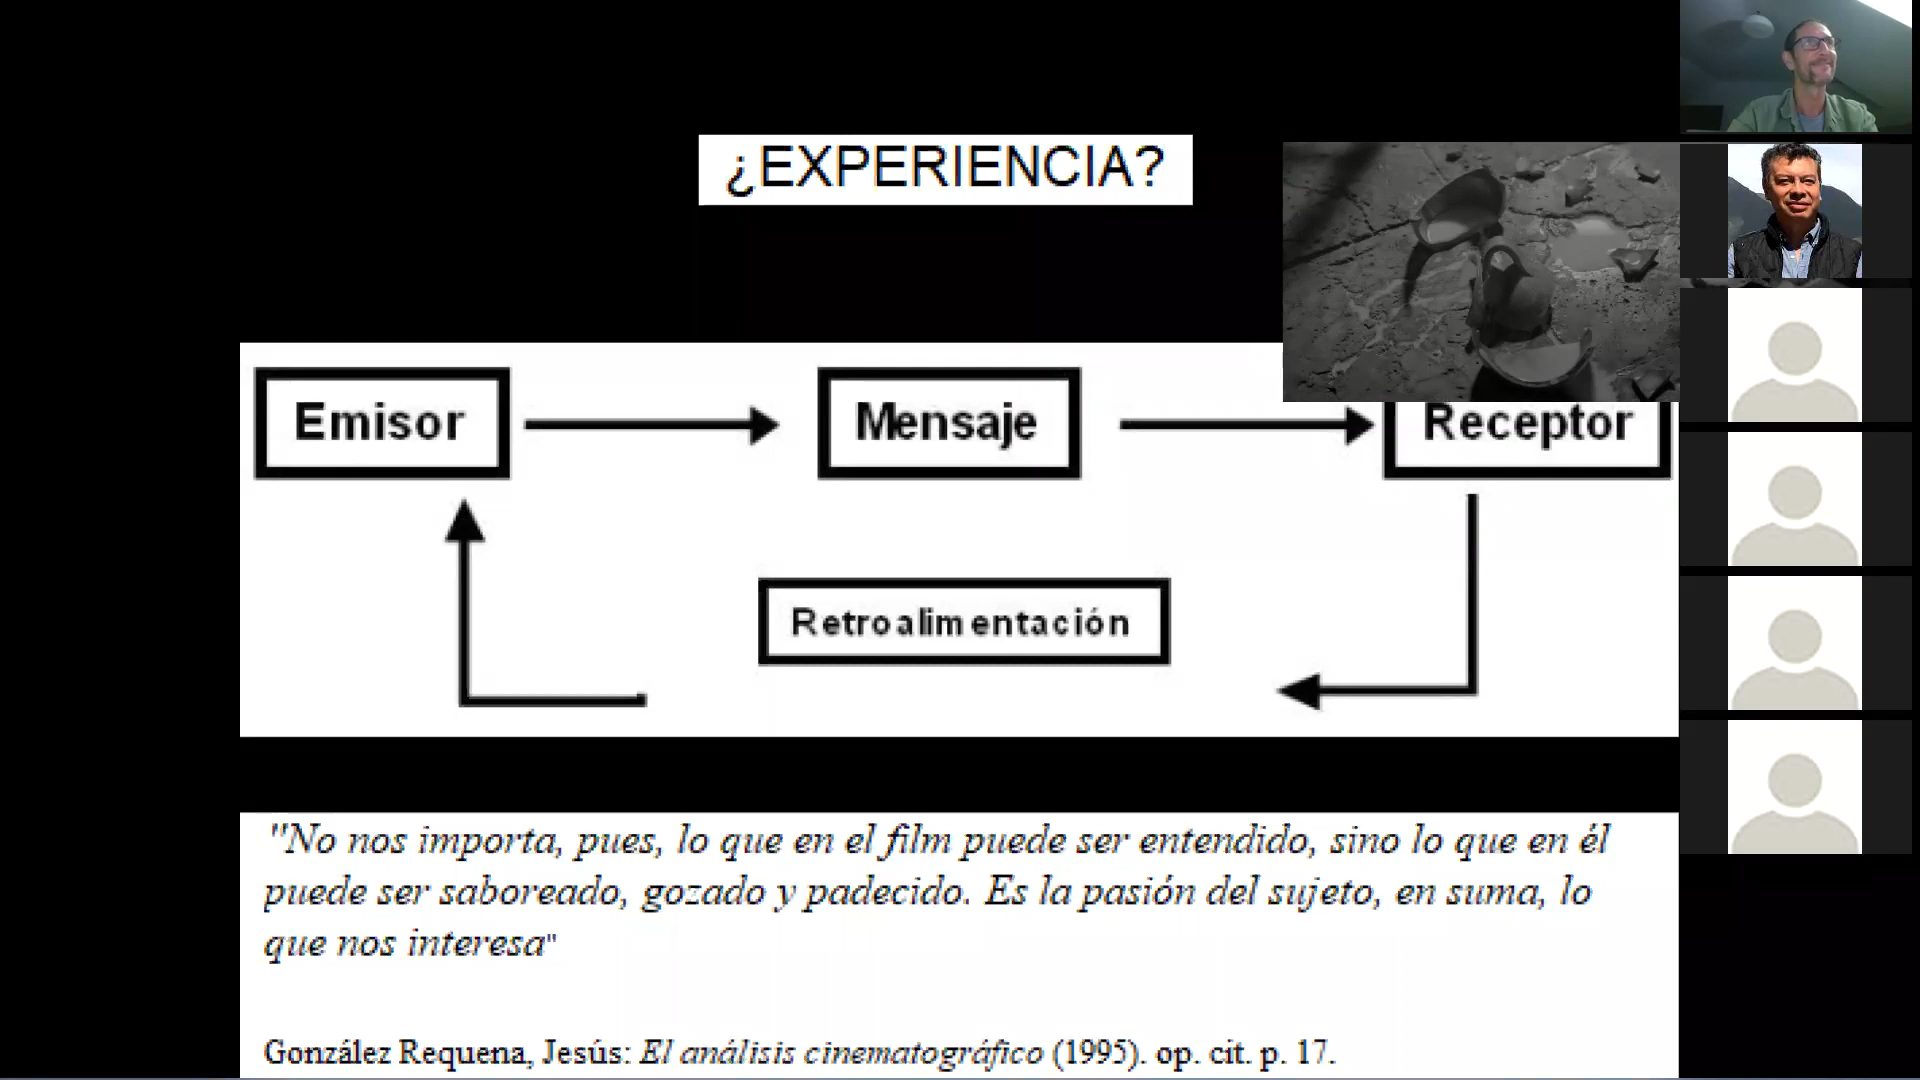 ¿EXPERIENCIA?
Emisor
Mensaje
Receptor
Retroalimentación
"No nos importa, pues, lo que en el film puede ser entendido, sino lo que en él
puede ser saboreado, gozado y padecido. Es la pasión del sujeto, en suma, lo
que nos interesa"
González Requena, Jesús: El análisis cinematográfico (1995). op. cit. p. 17.